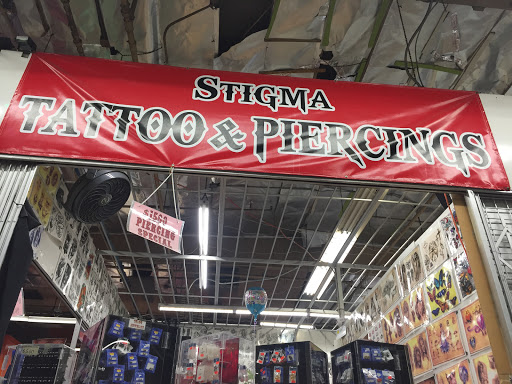 STIGMA
TATTOO & PIERCINGS
PIERCING
SPECIAL